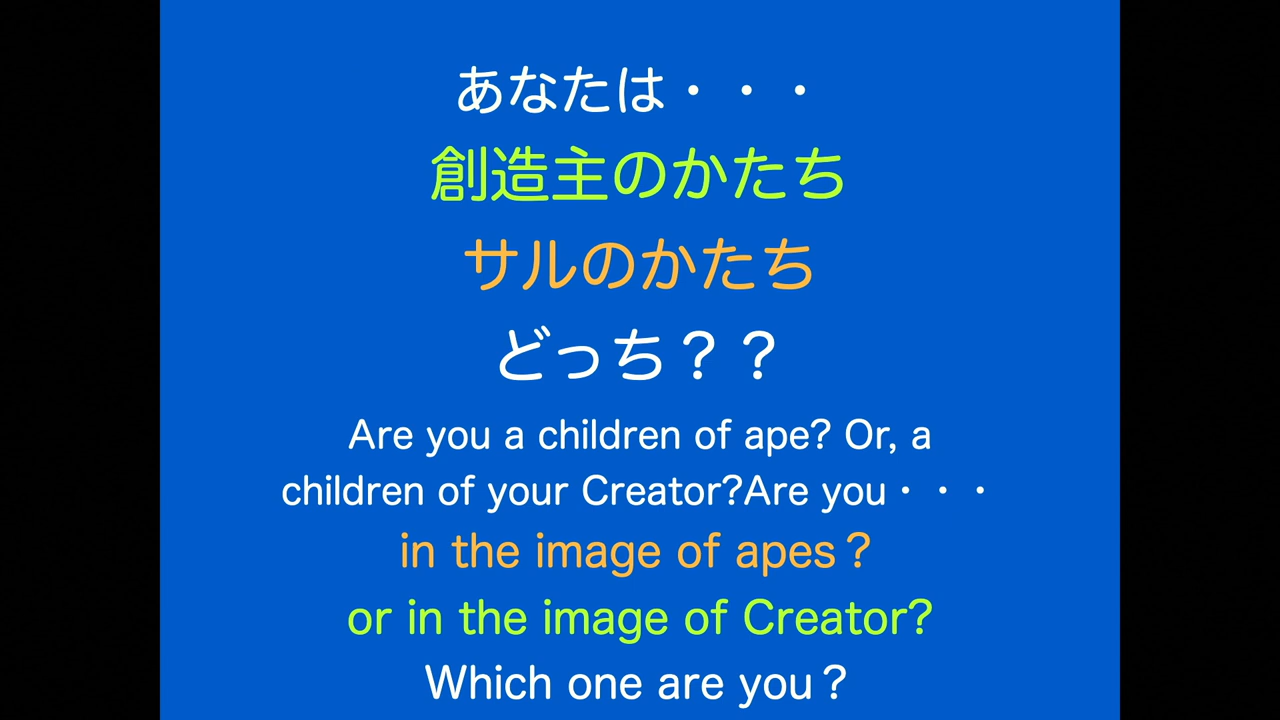 あなたは・・・
創造主のかたち
サルのかたち
どっち？？
Are you a children of ape? Or, a
children of your Creator?Are you・・・
in the image of apes？
or in the image of Creator?
Which one are you？